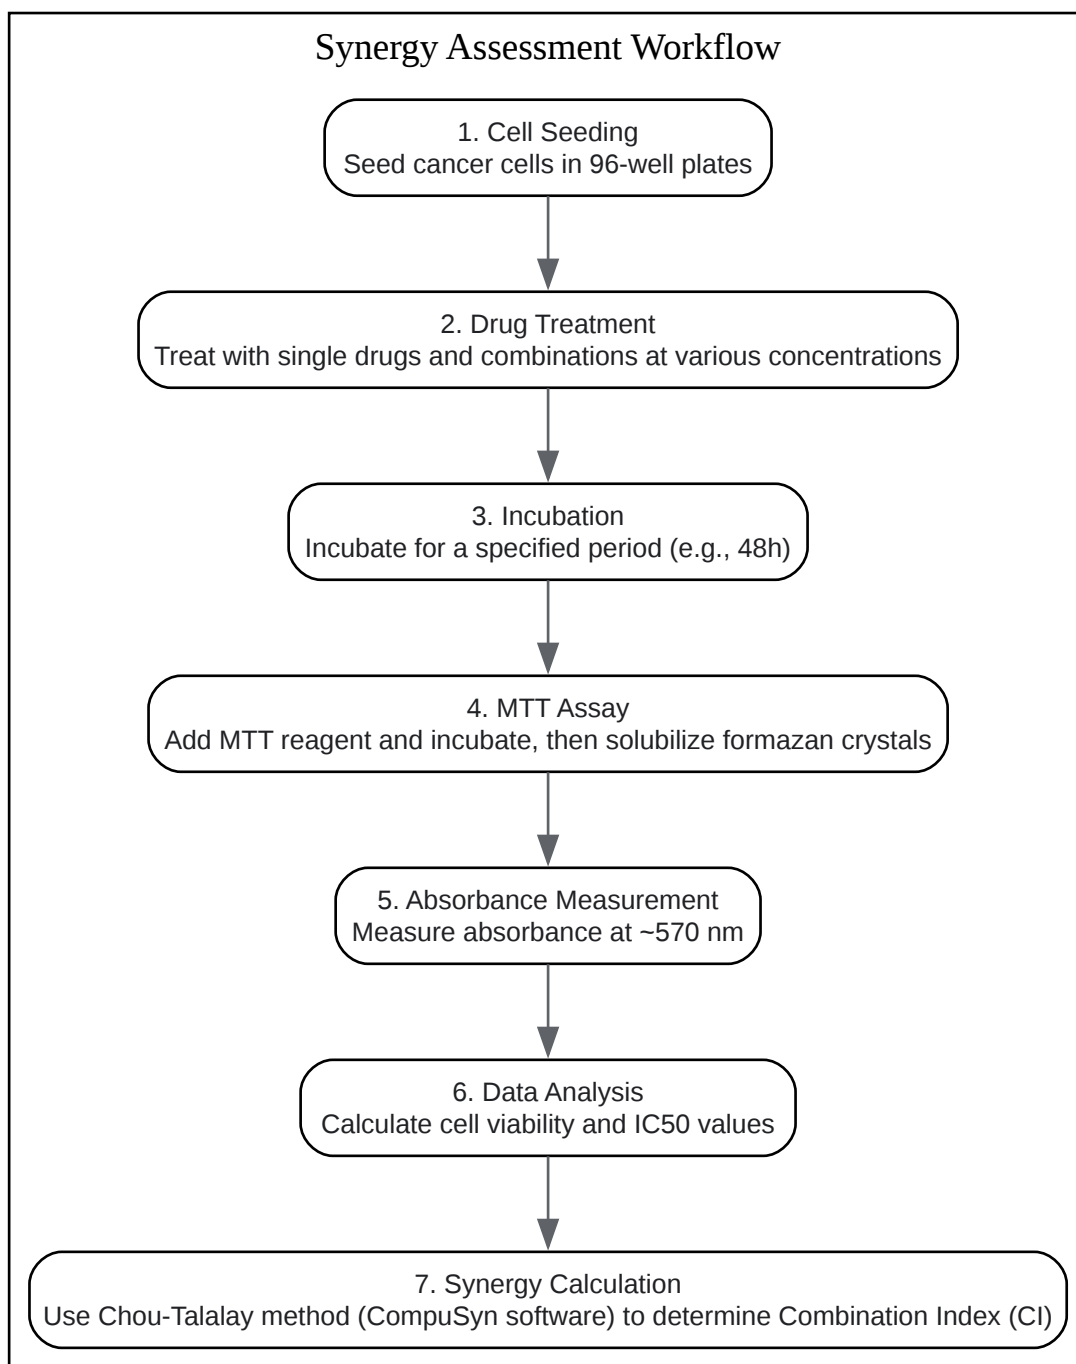 Synergy Assessment Workflow
1. Cell Seeding
Seed cancer cells in 96-well plates
2. Drug Treatment
Treat with single drugs and combinations at various concentrations
3. Incubation
Incubate for a specified period (e.g., 48h)
4. MTT Assay
Add MTT reagent and incubate, then solubilize formazan crystals
5. Absorbance Measurement
Measure absorbance at ~570 nm
6. Data Analysis
Calculate cell viability and IC50 values
7. Synergy Calculation
Use Chou-Talalay method (CompuSyn software) to determine Combination Index (CI)